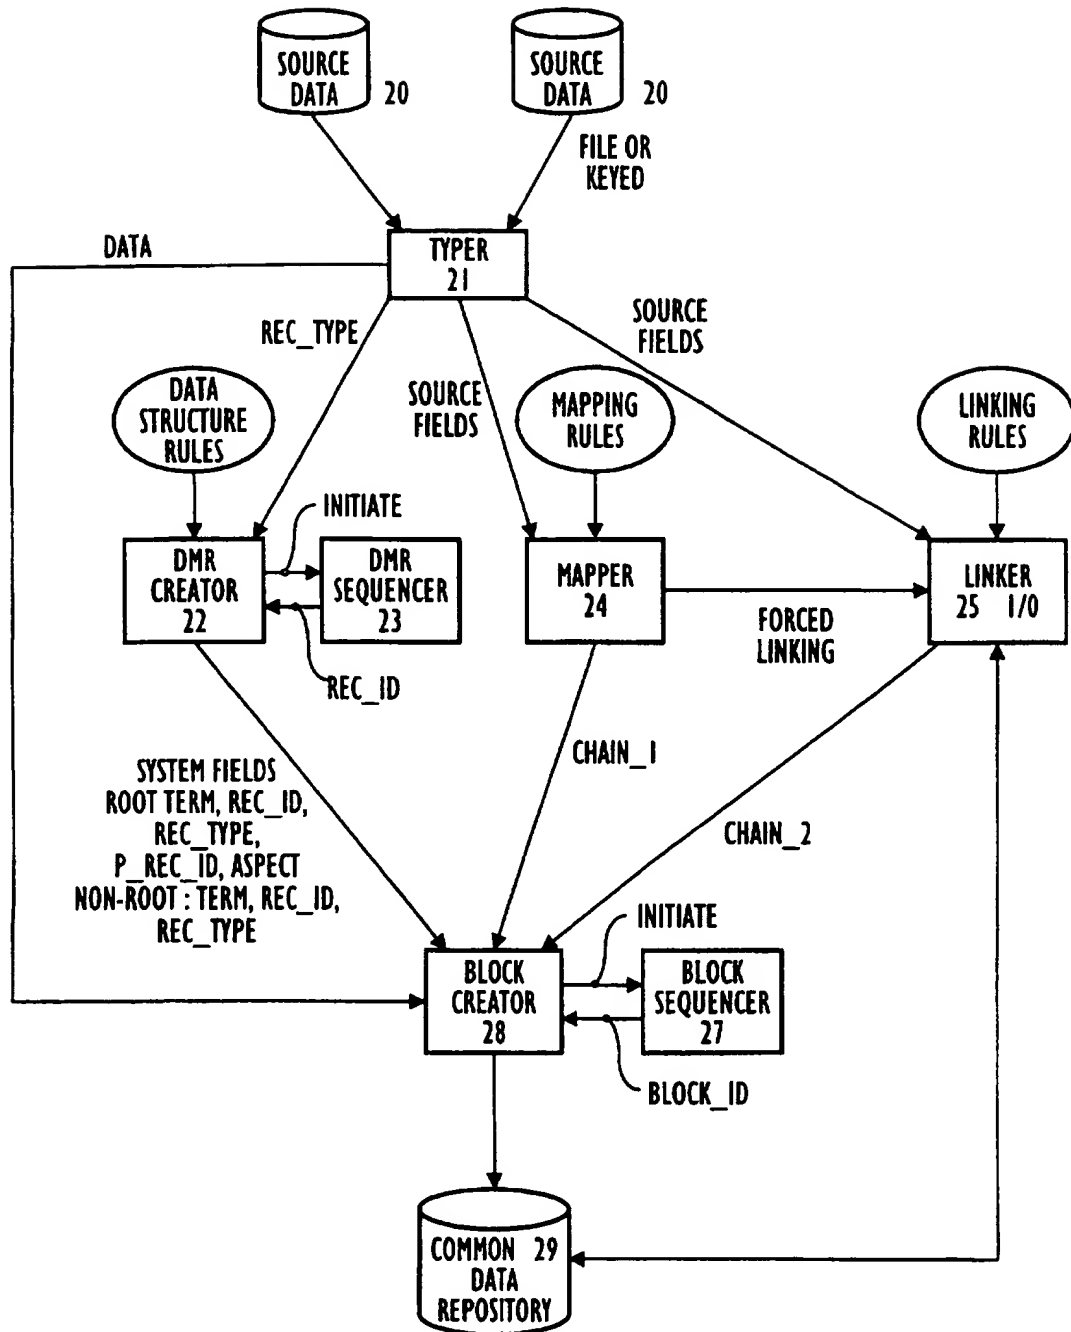 SOURCE
DATA
20
SOURCE
DATA
20
FILE OR
KEYED
DATA
TYPER
21
REC_TYPE
SOURCE
FIELDS
SOURCE
FIELDS
DATA
STRUCTURE
RULES
MAPPING
RULES
LINKING
RULES
INITIATE
DMR
CREATOR
22
DMR
SEQUENCER
23
MAPPER
24
LINKER
25 I/O
FORCED
LINKING
REC_ID
CHAIN_1
SYSTEM FIELDS
ROOT TERM, REC_ID,
REC_TYPE,
P_REC_ID, ASPECT
NON-ROOT : TERM, REC_ID,
REC_TYPE
CHAIN_2
INITIATE
BLOCK
CREATOR
28
BLOCK
SEQUENCER
27
BLOCK_ID
COMMON 29
DATA
REPOSITORY